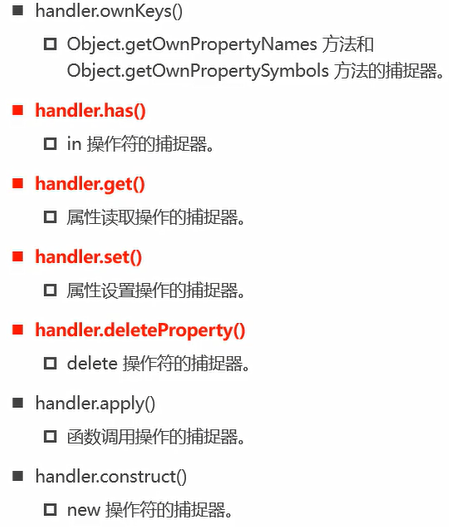 handler.ownKeys()
Object.getOwnPropertyNames 方法和
Object.getOwnPropertySymbols 方法的捕捉器。
handler.has()
in 操作符的捕捉器。
handler.get()
属性读取操作的捕捉器。
handler.set()
属性设置操作的捕捉器。
handler.deleteProperty()
delete 操作符的捕捉器。
handler.apply()
函数调用操作的捕捉器。
handler.construct()
new 操作符的捕捉器。